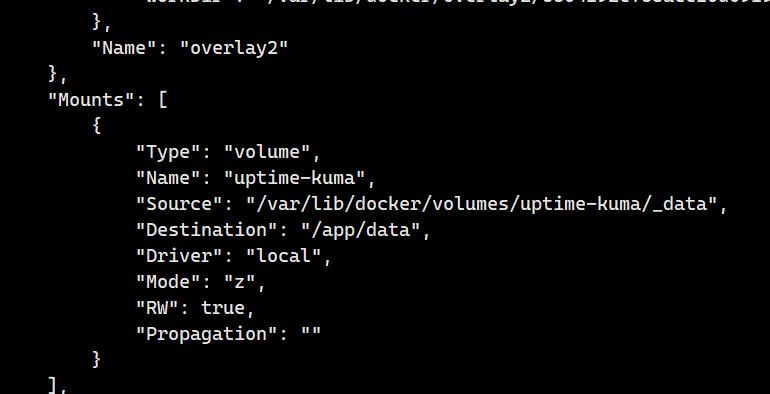 },
"Name": "overlay2"
},
"Mounts": [
{
"Type": "volume",
"Name": "uptime-kuma",
"Source": "/var/lib/docker/volumes/uptime-kuma/_data",
"Destination": "/app/data",
"Driver": "local",
"Mode": "z",
"RW": true,
"Propagation": ""
}
],